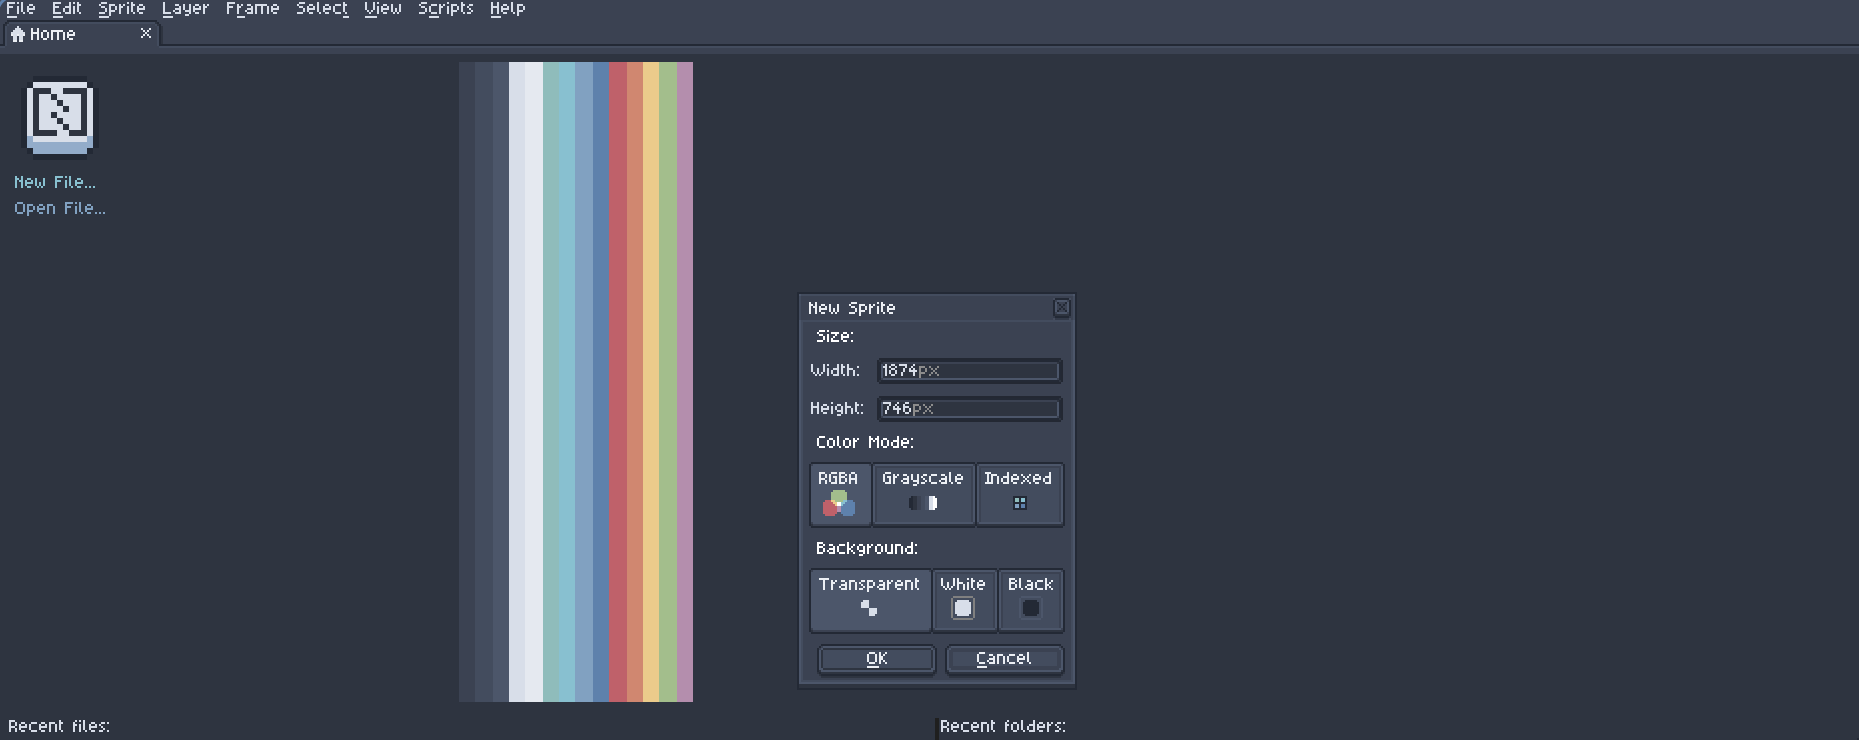 File Edit Sprite Layer Frame Select View Scripts Help
Home
New File...
Open File...
New Sprite
Size:
Width: 1874px
Height: 746px
Color Mode:
RGBA Grayscale Indexed
Background:
Transparent White Black
OK Cancel
Recent files: Recent folders: